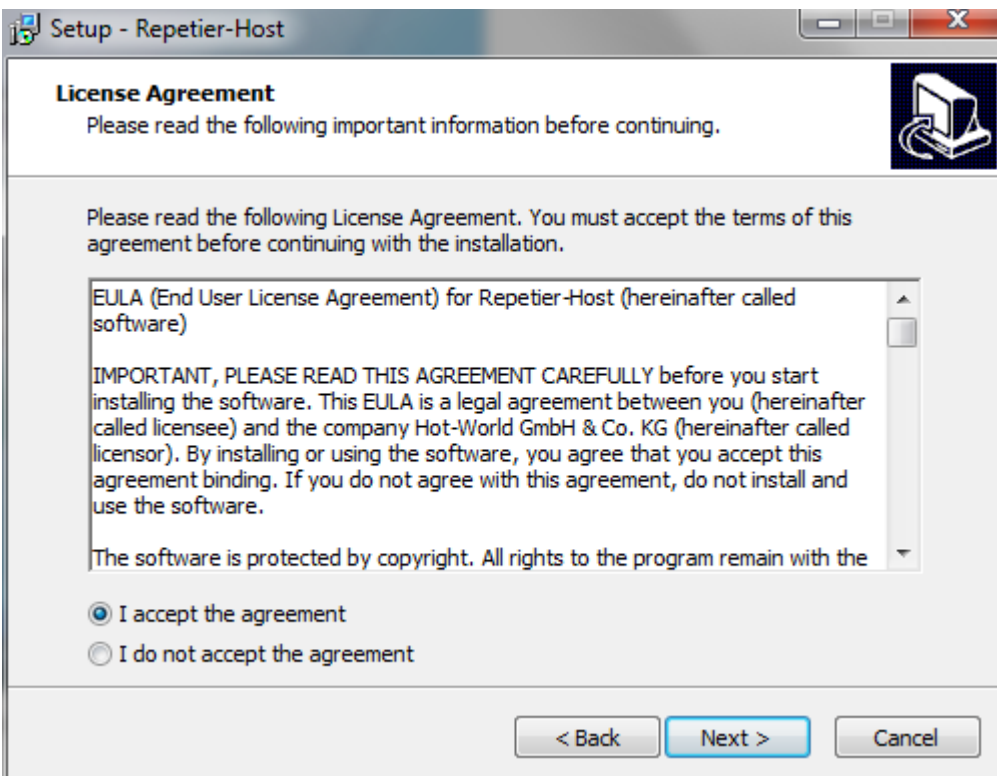 Setup - Repetier-Host
License Agreement
Please read the following important information before continuing.
Please read the following License Agreement. You must accept the terms of this
agreement before continuing with the installation.
EULA (End User License Agreement) for Repetier-Host (hereinafter called
software)
IMPORTANT, PLEASE READ THIS AGREEMENT CAREFULLY before you start
installing the software. This EULA is a legal agreement between you (hereinafter
called licensee) and the company Hot-World GmbH & Co. KG (hereinafter called
licensor). By installing or using the software, you agree that you accept this
agreement binding. If you do not agree with this agreement, do not install and
use the software.
The software is protected by copyright. All rights to the program remain with the
I accept the agreement
I do not accept the agreement
< Back Next > Cancel